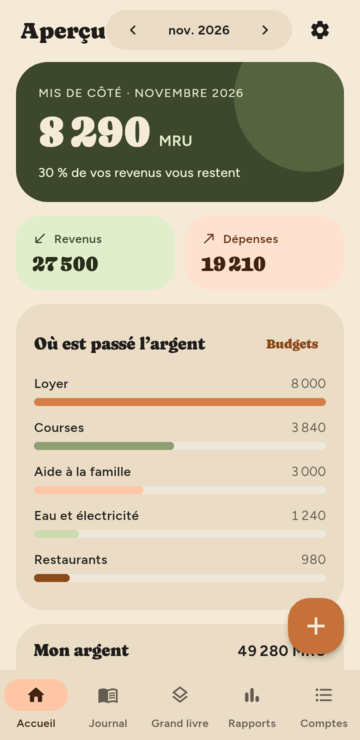 Aperçu
nov. 2026
MIS DE CÔTÉ · NOVEMBRE 2026
8 290 MRU
30 % de vos revenus vous restent
Revenus
27 500
Dépenses
19 210
Où est passé l’argent
Budgets
Loyer 8 000
Courses 3 840
Aide à la famille 3 000
Eau et électricité 1 240
Restaurants 980
Mon argent 49 280 MRU
Accueil Journal Grand livre Rapports Comptes